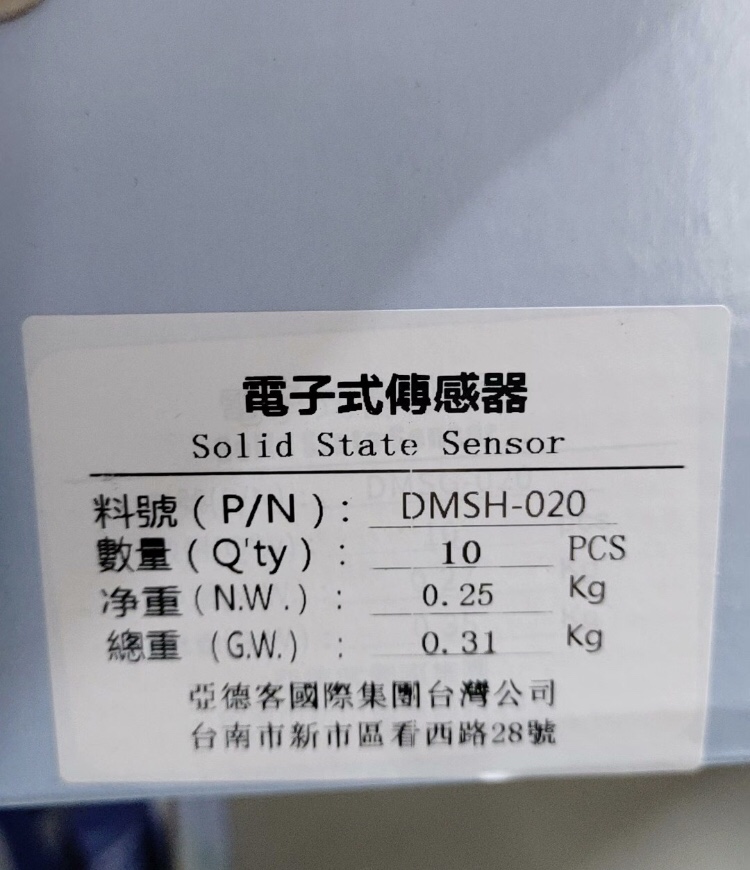 電子式傳感器
Solid State Sensor
料號 ( P/N ) : DMSH-020
數量 ( Q'ty ) : 10 PCS
净重 ( N.W . ) : 0.25 Kg
總重 ( G.W. ) : 0.31 Kg
亞德客國際集團台灣公司
台南市新市區看西路28號